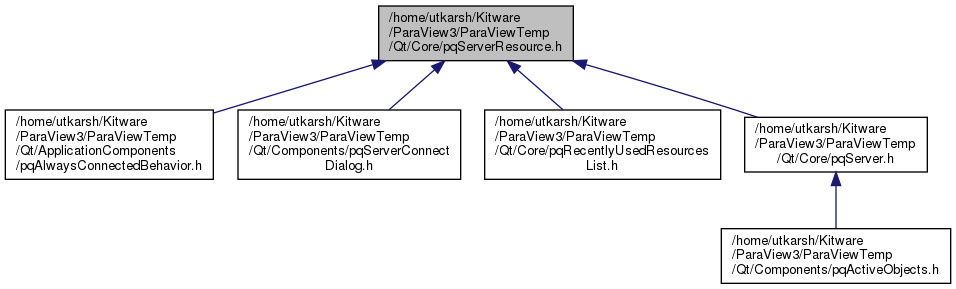 /home/utkarsh/Kitware
/ParaView3/ParaViewTemp
/Qt/Core/pqServerResource.h
/home/utkarsh/Kitware
/ParaView3/ParaViewTemp
/Qt/ApplicationComponents
/pqAlwaysConnectedBehavior.h
/home/utkarsh/Kitware
/ParaView3/ParaViewTemp
/Qt/Components/pqServerConnect
Dialog.h
/home/utkarsh/Kitware
/ParaView3/ParaViewTemp
/Qt/Core/pqRecentlyUsedResources
List.h
/home/utkarsh/Kitware
/ParaView3/ParaViewTemp
/Qt/Core/pqServer.h
/home/utkarsh/Kitware
/ParaView3/ParaViewTemp
/Qt/Components/pqActiveObjects.h